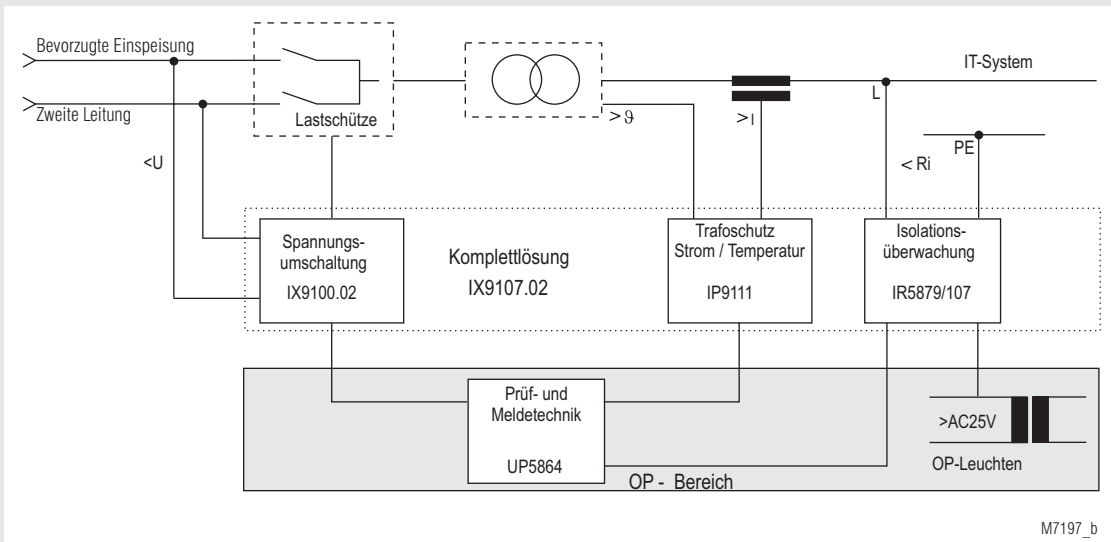 Bevorzugte Einspeisung
Zweite Leitung
Lastschütze
<U
>ϑ
>I
L
IT-System
PE
< Ri
Spannungs-
umschaltung
IX9100.02
Komplettlösung
IX9107.02
Trafoschutz
Strom / Temperatur
IP9111
Isolations-
überwachung
IR5879/107
Prüf- und
Meldetechnik
UP5864
OP - Bereich
>AC25V
OP-Leuchten
M7197_b